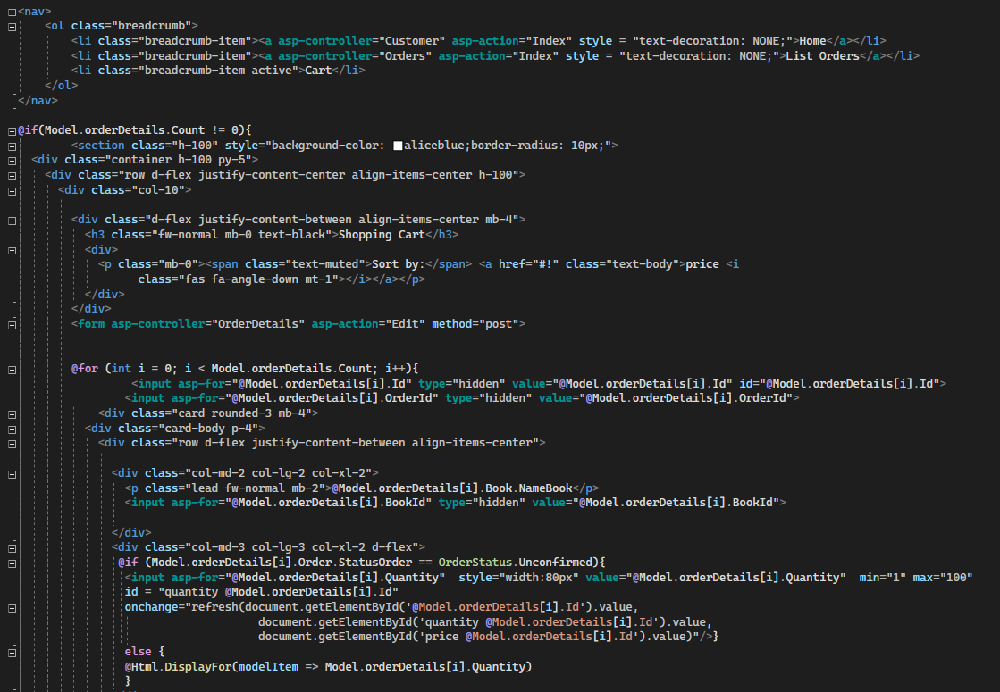 <nav>
<ol class="breadcrumb">
<li class="breadcrumb-item"><a asp-controller="Customer" asp-action="Index" style = "text-decoration: NONE;">Home</a></li>
<li class="breadcrumb-item"><a asp-controller="Orders" asp-action="Index" style = "text-decoration: NONE;">List Orders</a></li>
<li class="breadcrumb-item active">Cart</li>
</ol>
</nav>
@if(Model.orderDetails.Count != 0){
<section class="h-100" style="background-color: aliceblue;border-radius: 10px;">
<div class="container h-100 py-5">
<div class="row d-flex justify-content-center align-items-center h-100">
<div class="col-10">
<div class="d-flex justify-content-between align-items-center mb-4">
<h3 class="fw-normal mb-0 text-black">Shopping Cart</h3>
<div>
<p class="mb-0"><span class="text-muted">Sort by:</span> <a href="#!" class="text-body">price <i
class="fas fa-angle-down mt-1"></i></a></p>
</div>
</div>
<form asp-controller="OrderDetails" asp-action="Edit" method="post">
@for (int i = 0; i < Model.orderDetails.Count; i++){
<input asp-for="@Model.orderDetails[i].Id" type="hidden" value="@Model.orderDetails[i].Id" id="@Model.orderDetails[i].Id">
<input asp-for="@Model.orderDetails[i].OrderId" type="hidden" value="@Model.orderDetails[i].OrderId">
<div class="card rounded-3 mb-4">
<div class="card-body p-4">
<div class="row d-flex justify-content-between align-items-center">
<div class="col-md-2 col-lg-2 col-xl-2">
<p class="lead fw-normal mb-2">@Model.orderDetails[i].Book.NameBook</p>
<input asp-for="@Model.orderDetails[i].BookId" type="hidden" value="@Model.orderDetails[i].BookId">
</div>
<div class="col-md-3 col-lg-3 col-xl-2 d-flex">
@if (Model.orderDetails[i].Order.StatusOrder == OrderStatus.Unconfirmed){
<input asp-for="@Model.orderDetails[i].Quantity"  style="width:80px" value="@Model.orderDetails[i].Quantity"  min="1" max="100"
id = "quantity @Model.orderDetails[i].Id"
onchange="refresh(document.getElementById('@Model.orderDetails[i].Id').value,
document.getElementById('quantity @Model.orderDetails[i].Id').value,
document.getElementById('price @Model.orderDetails[i].Id').value)"/>}
else {
@Html.DisplayFor(modelItem => Model.orderDetails[i].Quantity)
}